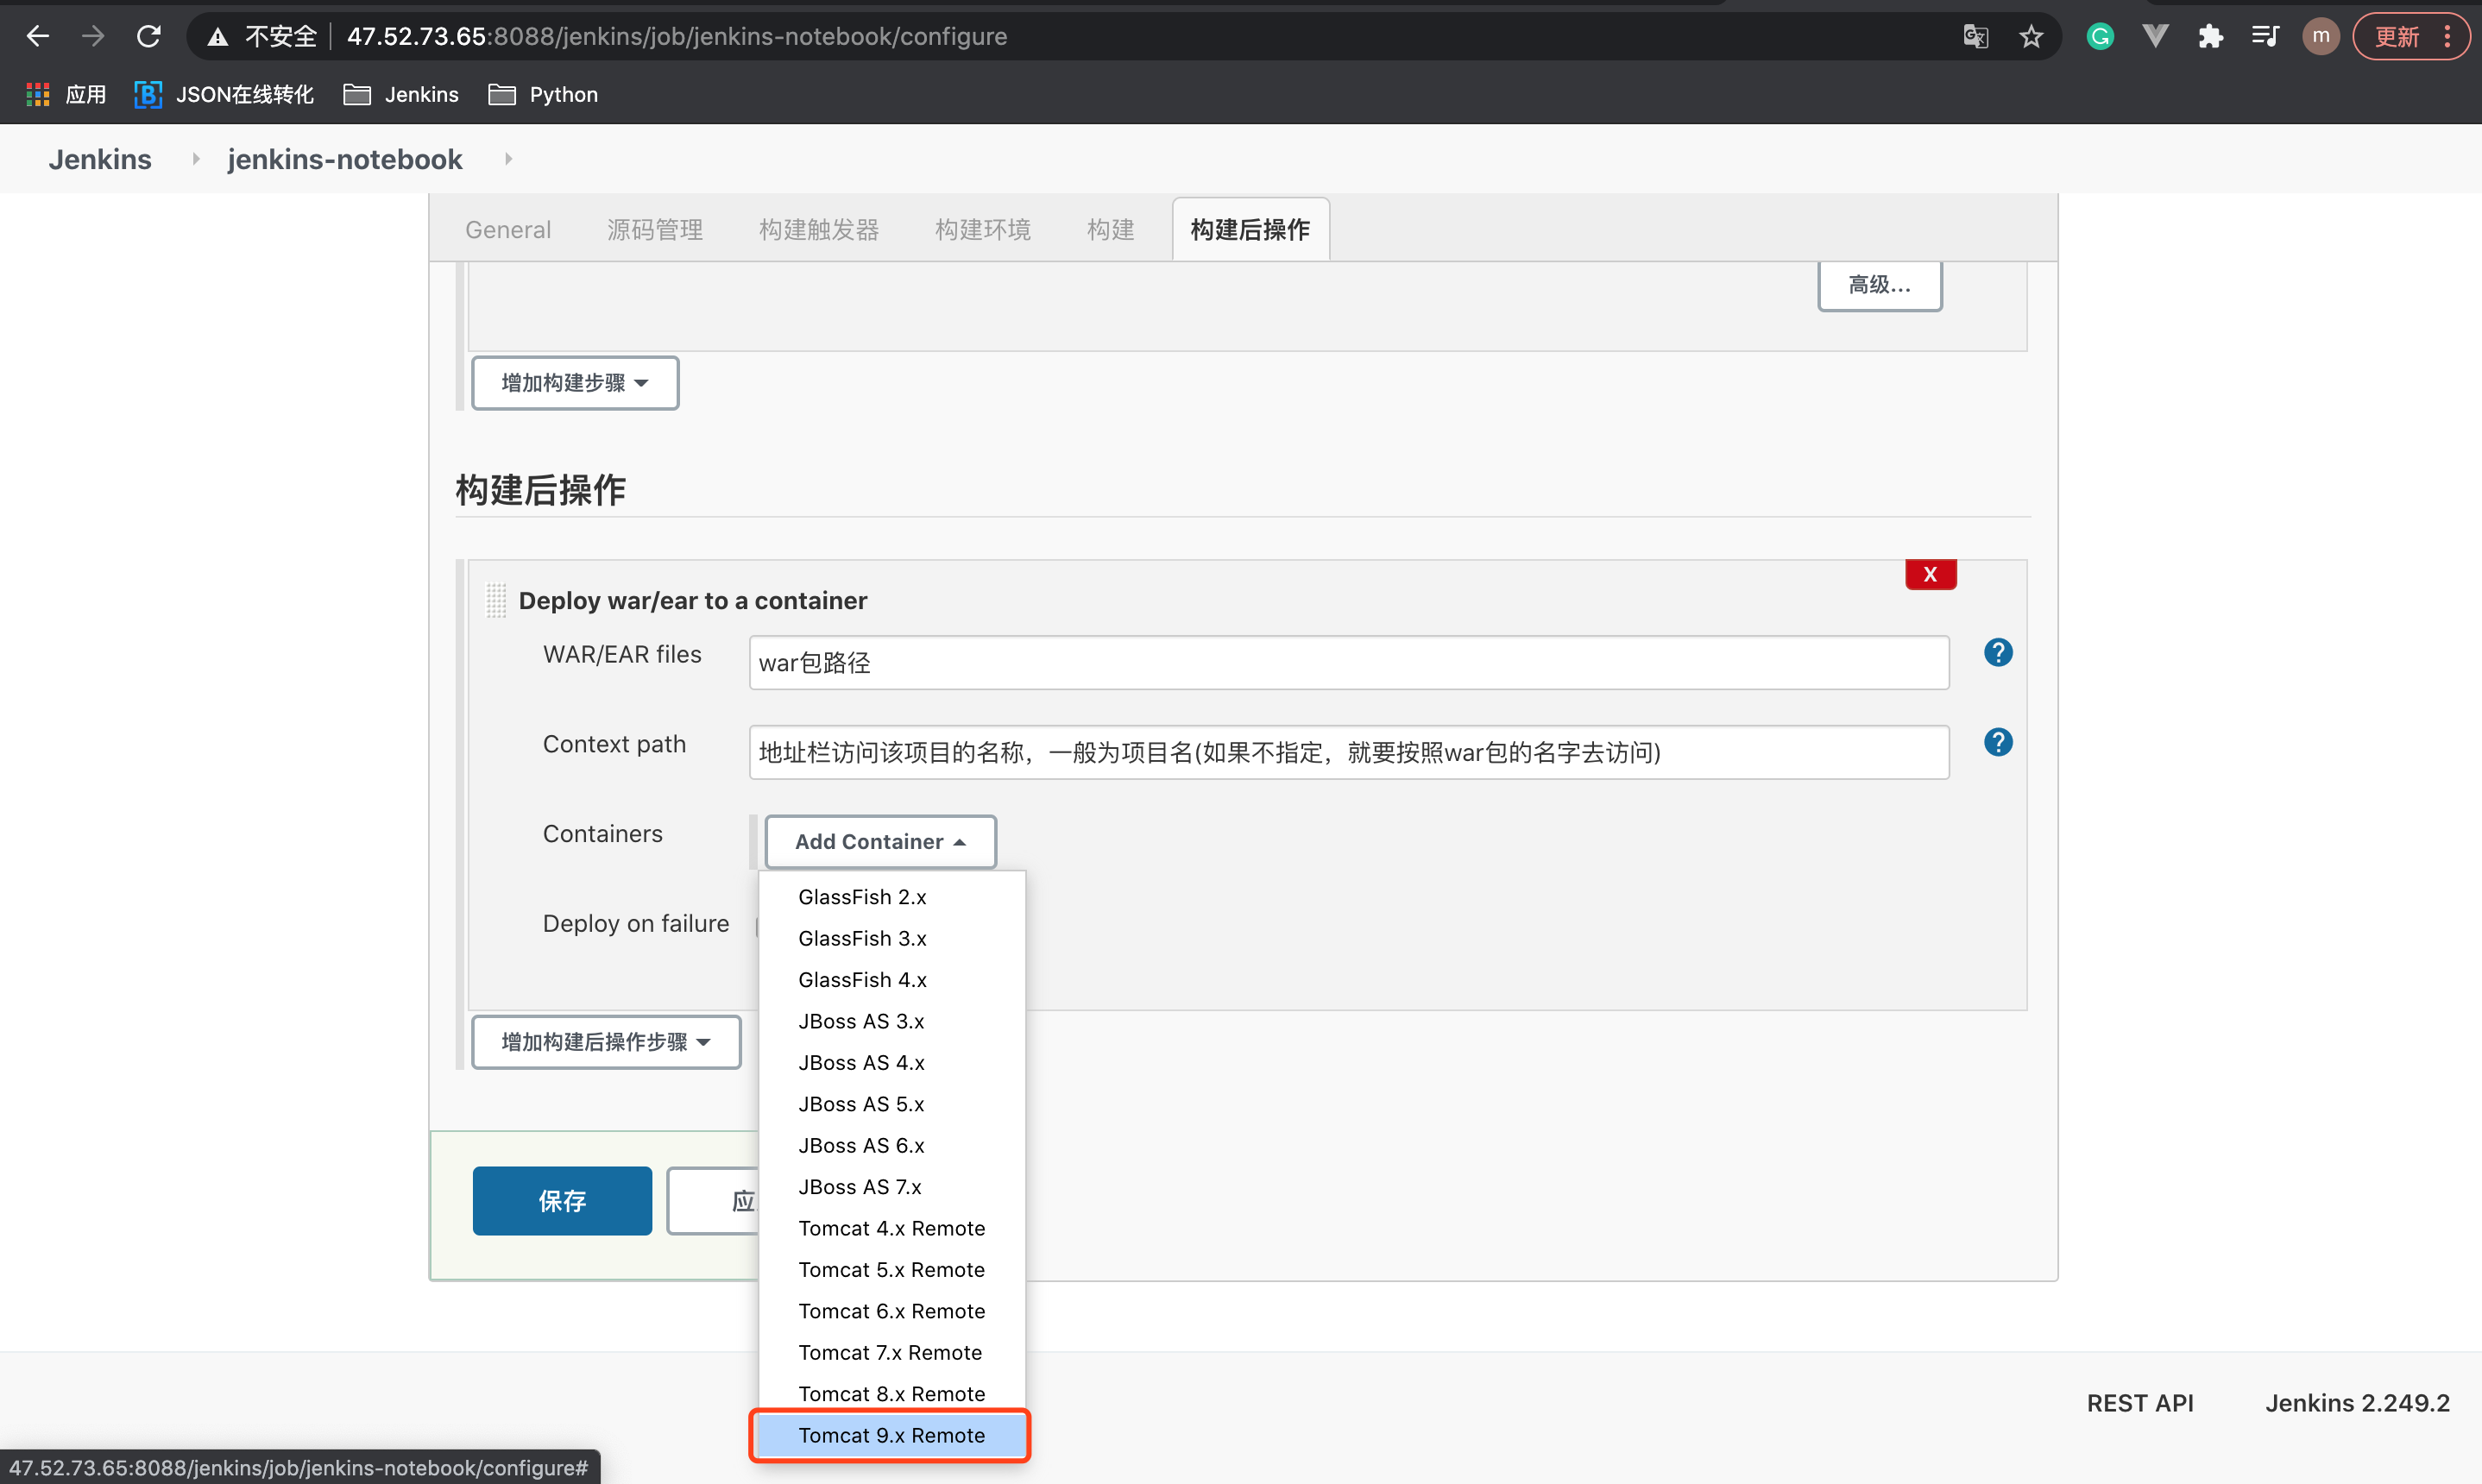 不安全 47.52.73.65:8088/jenkins/job/jenkins-notebook/configure
m
更新
应用 JSON在线转化 Jenkins Python
Jenkins jenkins-notebook
General 源码管理 构建触发器 构建环境 构建 构建后操作
高级...
增加构建步骤
构建后操作
X
Deploy war/ear to a container
WAR/EAR files war包路径 ?
Context path 地址栏访问该项目的名称，一般为项目名(如果不指定，就要按照war包的名字去访问) ?
Containers Add Container
Deploy on failure
GlassFish 2.x
GlassFish 3.x
GlassFish 4.x
JBoss AS 3.x
JBoss AS 4.x
JBoss AS 5.x
JBoss AS 6.x
JBoss AS 7.x
Tomcat 4.x Remote
Tomcat 5.x Remote
Tomcat 6.x Remote
Tomcat 7.x Remote
Tomcat 8.x Remote
Tomcat 9.x Remote
增加构建后操作步骤
保存 应
REST API Jenkins 2.249.2
47.52.73.65:8088/jenkins/job/jenkins-notebook/configure#